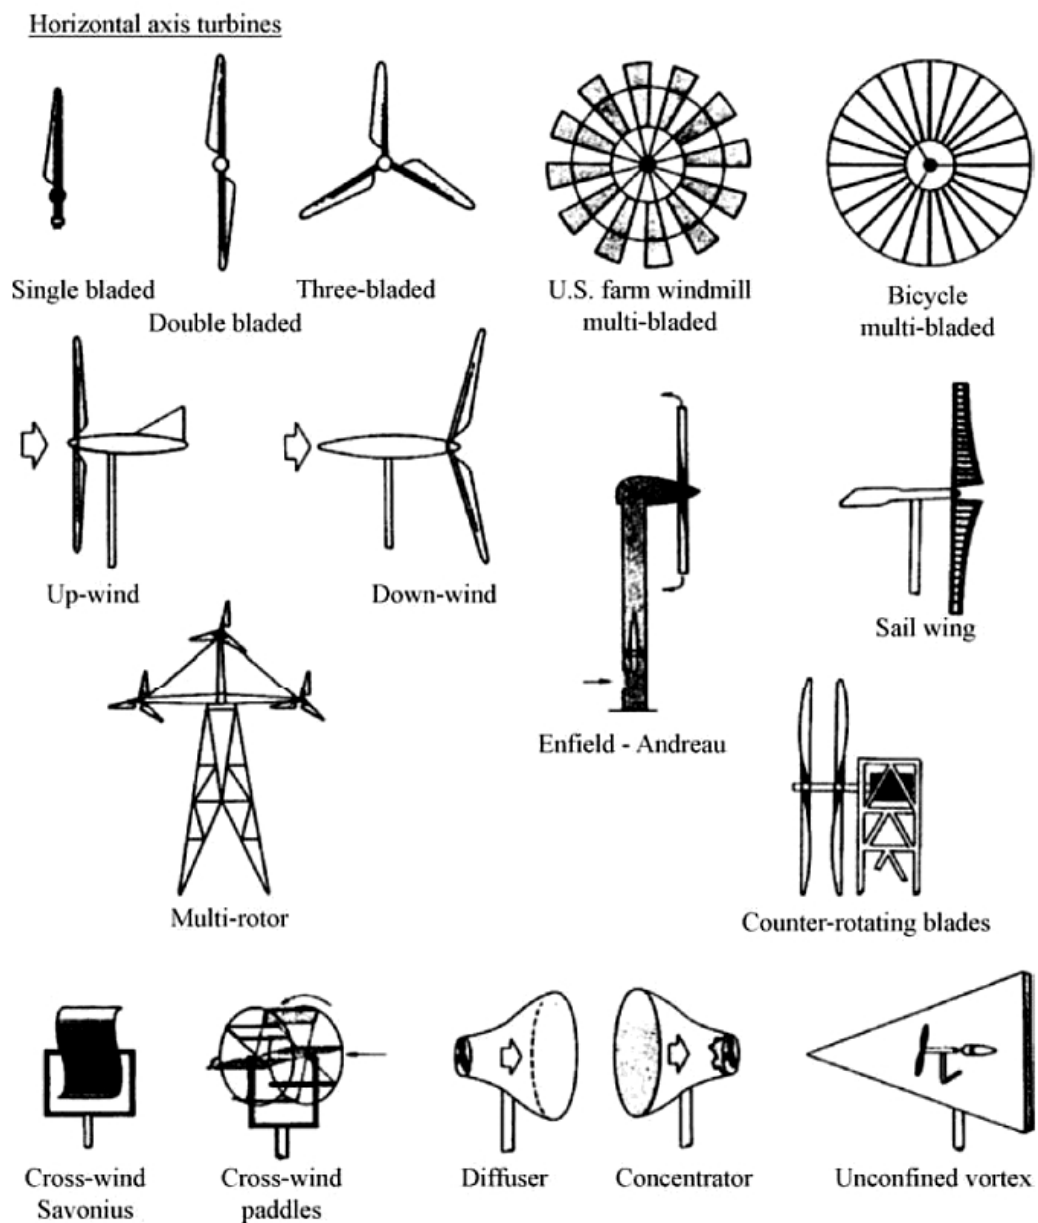 Horizontal axis turbines
Single bladed
Double bladed
Three-bladed
U.S. farm windmill
multi-bladed
Bicycle
multi-bladed
Up-wind
Down-wind
Enfield - Andreau
Sail wing
Multi-rotor
Counter-rotating blades
Cross-wind
Savonius
Cross-wind
paddles
Diffuser
Concentrator
Unconfined vortex